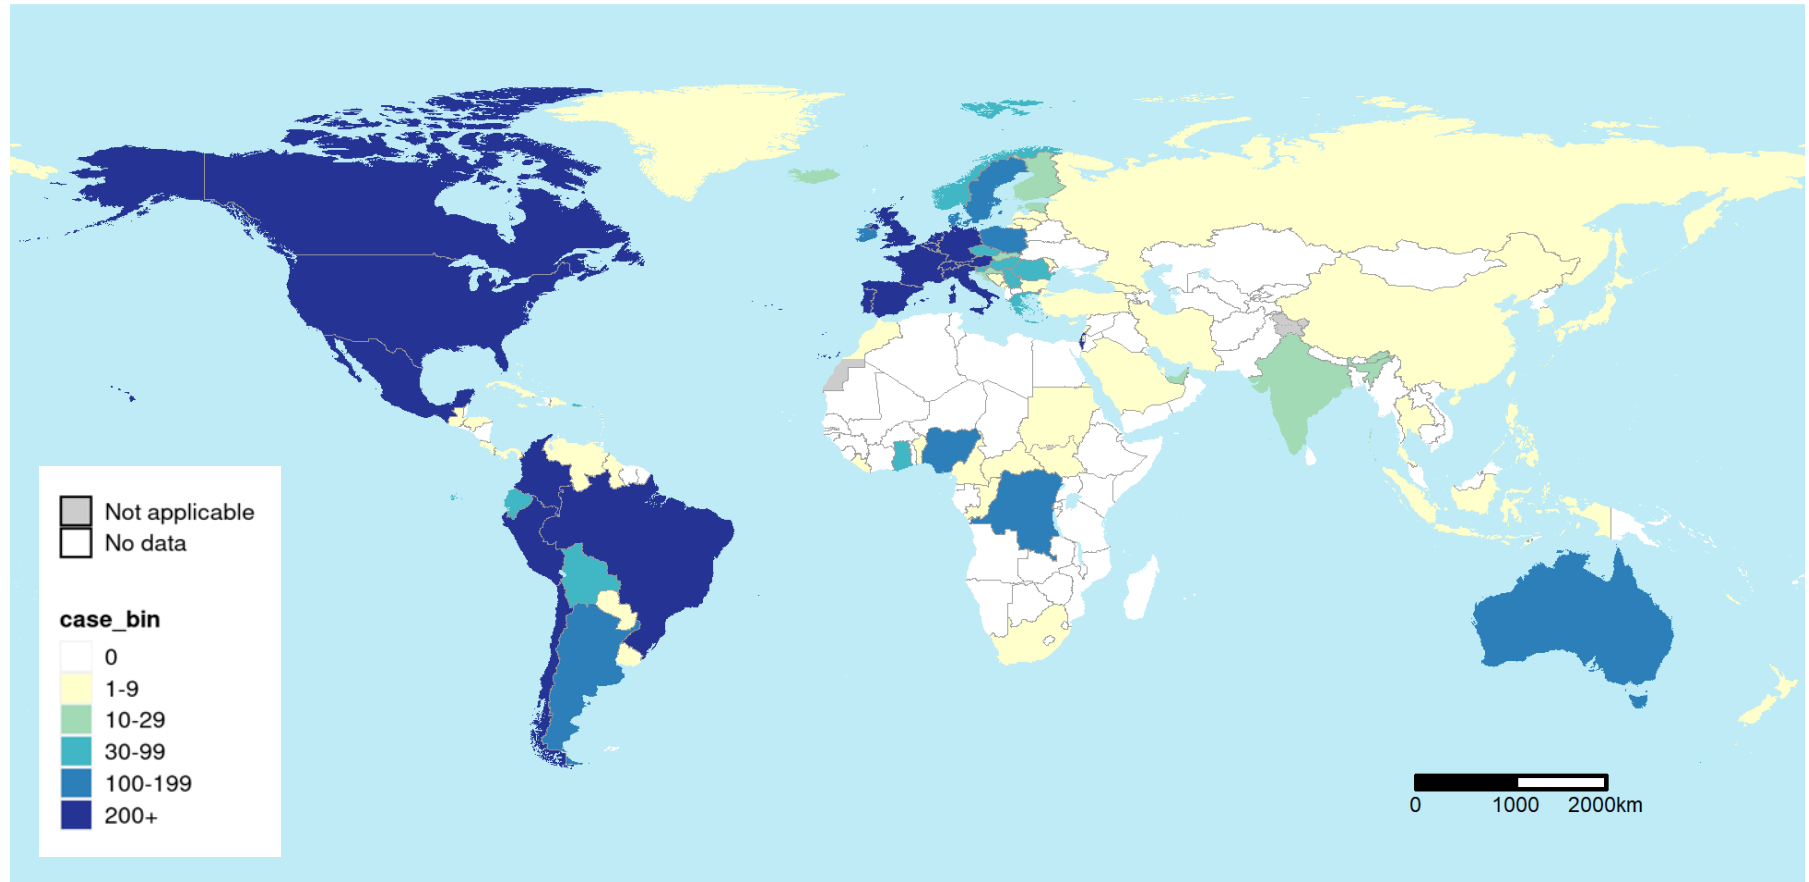 Not applicable
No data
case_bin
0
1-9
10-29
30-99
100-199
200+
0 1000 2000km